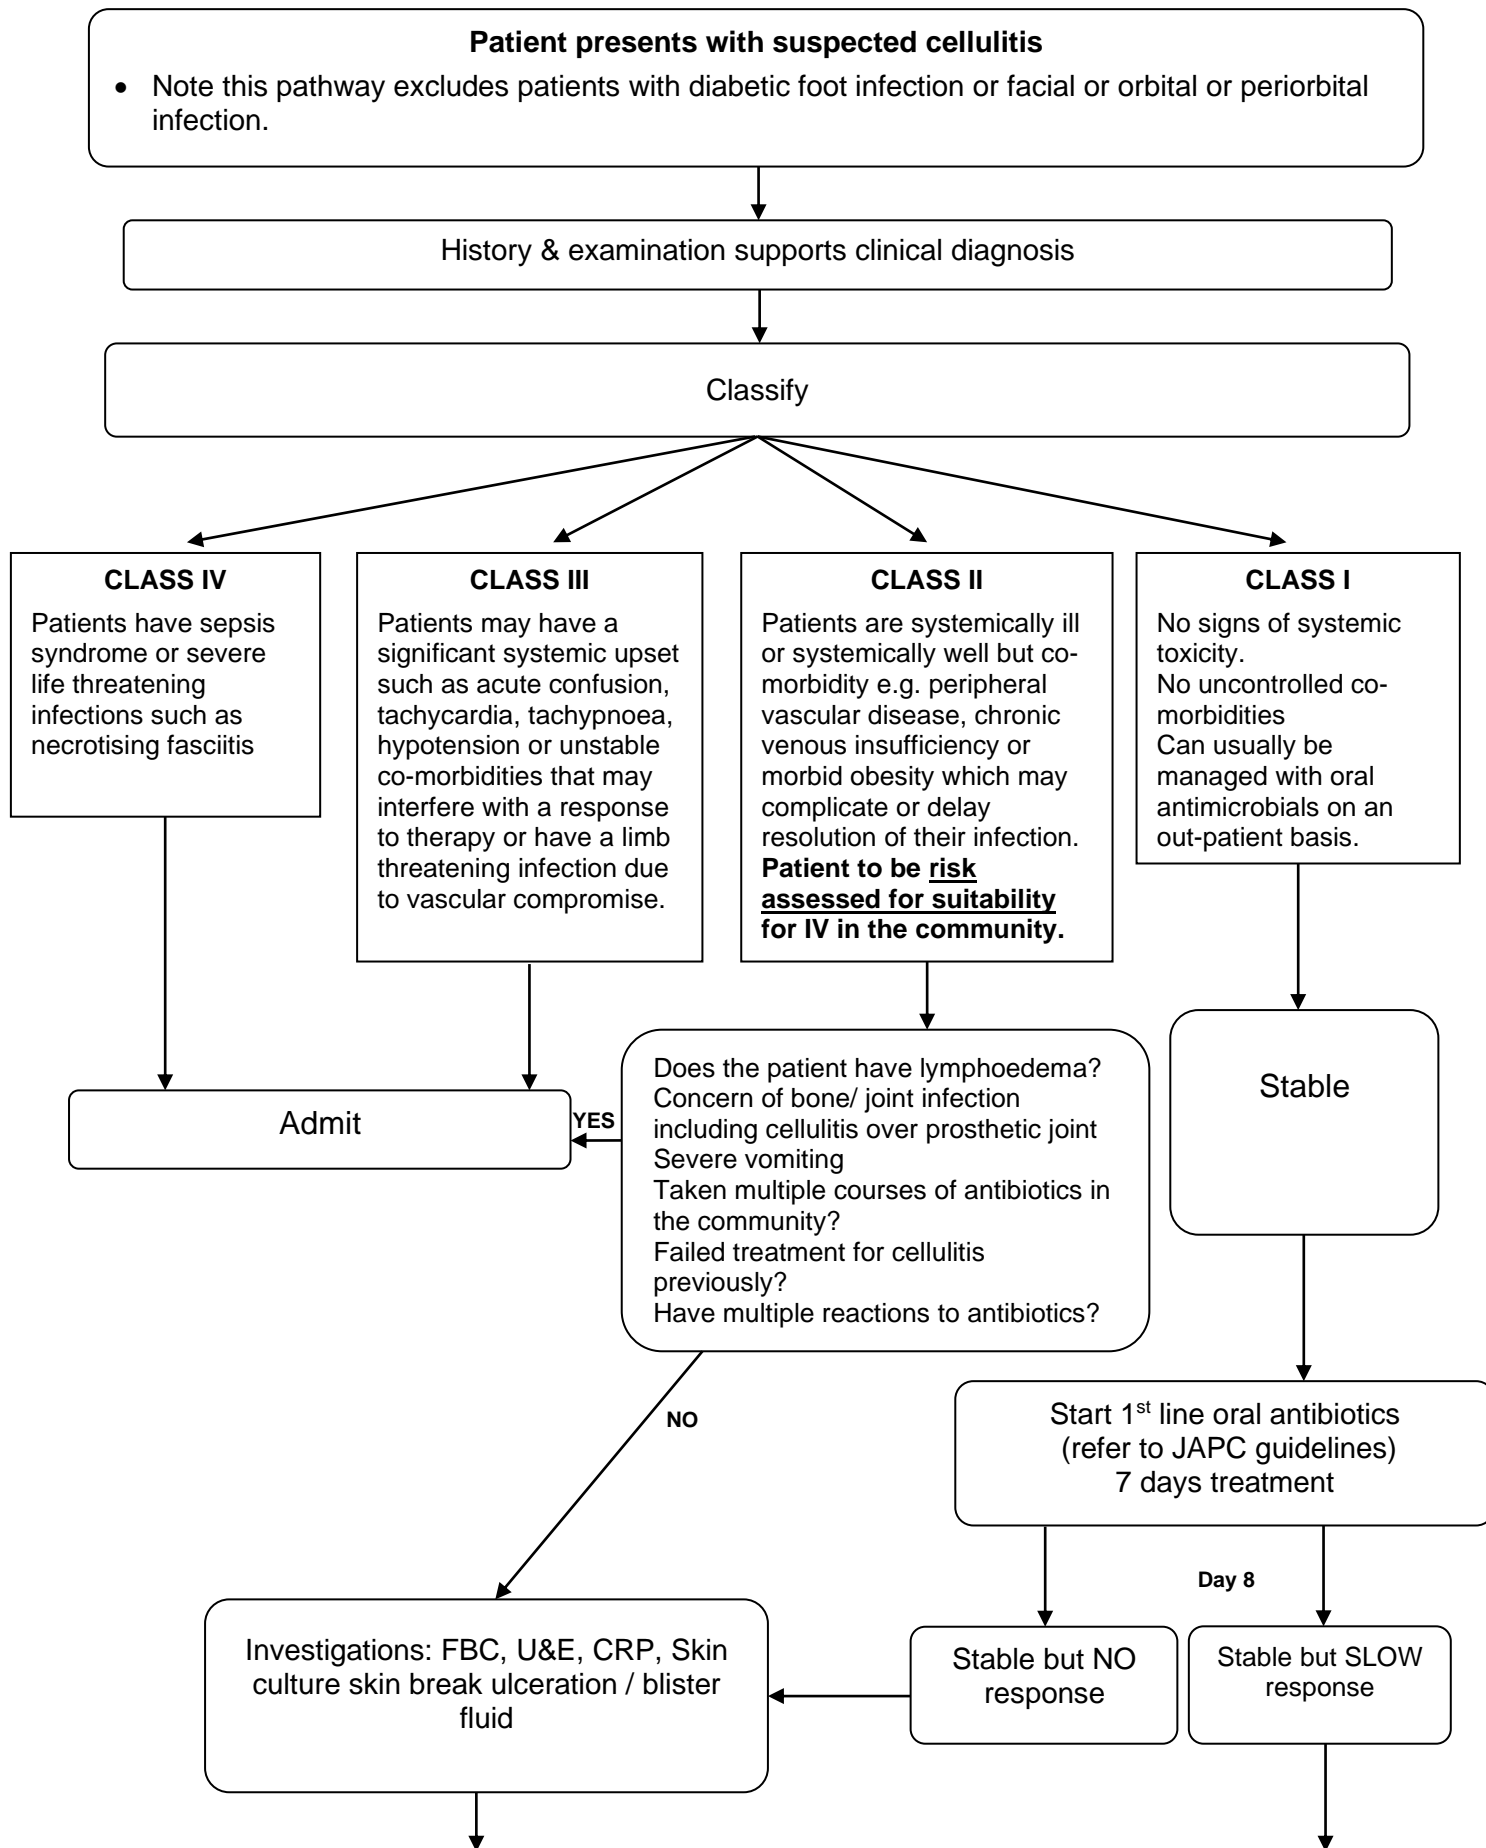 Patient presents with suspected cellulitis
• Note this pathway excludes patients with diabetic foot infection or facial or orbital or periorbital
infection.
History & examination supports clinical diagnosis
Classify
CLASS IV
Patients have sepsis
syndrome or severe
life threatening
infections such as
necrotising fasciitis
CLASS III
Patients may have a
significant systemic upset
such as acute confusion,
tachycardia, tachypnoea,
hypotension or unstable
co-morbidities that may
interfere with a response
to therapy or have a limb
threatening infection due
to vascular compromise.
CLASS II
Patients are systemically ill
or systemically well but co-
morbidity e.g. peripheral
vascular disease, chronic
venous insufficiency or
morbid obesity which may
complicate or delay
resolution of their infection.
Patient to be risk
assessed for suitability
for IV in the community.
CLASS I
No signs of systemic
toxicity.
No uncontrolled co-
morbidities
Can usually be
managed with oral
antimicrobials on an
out-patient basis.
Admit
YES
Does the patient have lymphoedema?
Concern of bone/ joint infection
including cellulitis over prosthetic joint
Severe vomiting
Taken multiple courses of antibiotics in
the community?
Failed treatment for cellulitis
previously?
Have multiple reactions to antibiotics?
Stable
NO
Start 1st line oral antibiotics
(refer to JAPC guidelines)
7 days treatment
Day 8
Investigations: FBC, U&E, CRP, Skin
culture skin break ulceration / blister
fluid
Stable but NO
response
Stable but SLOW
response